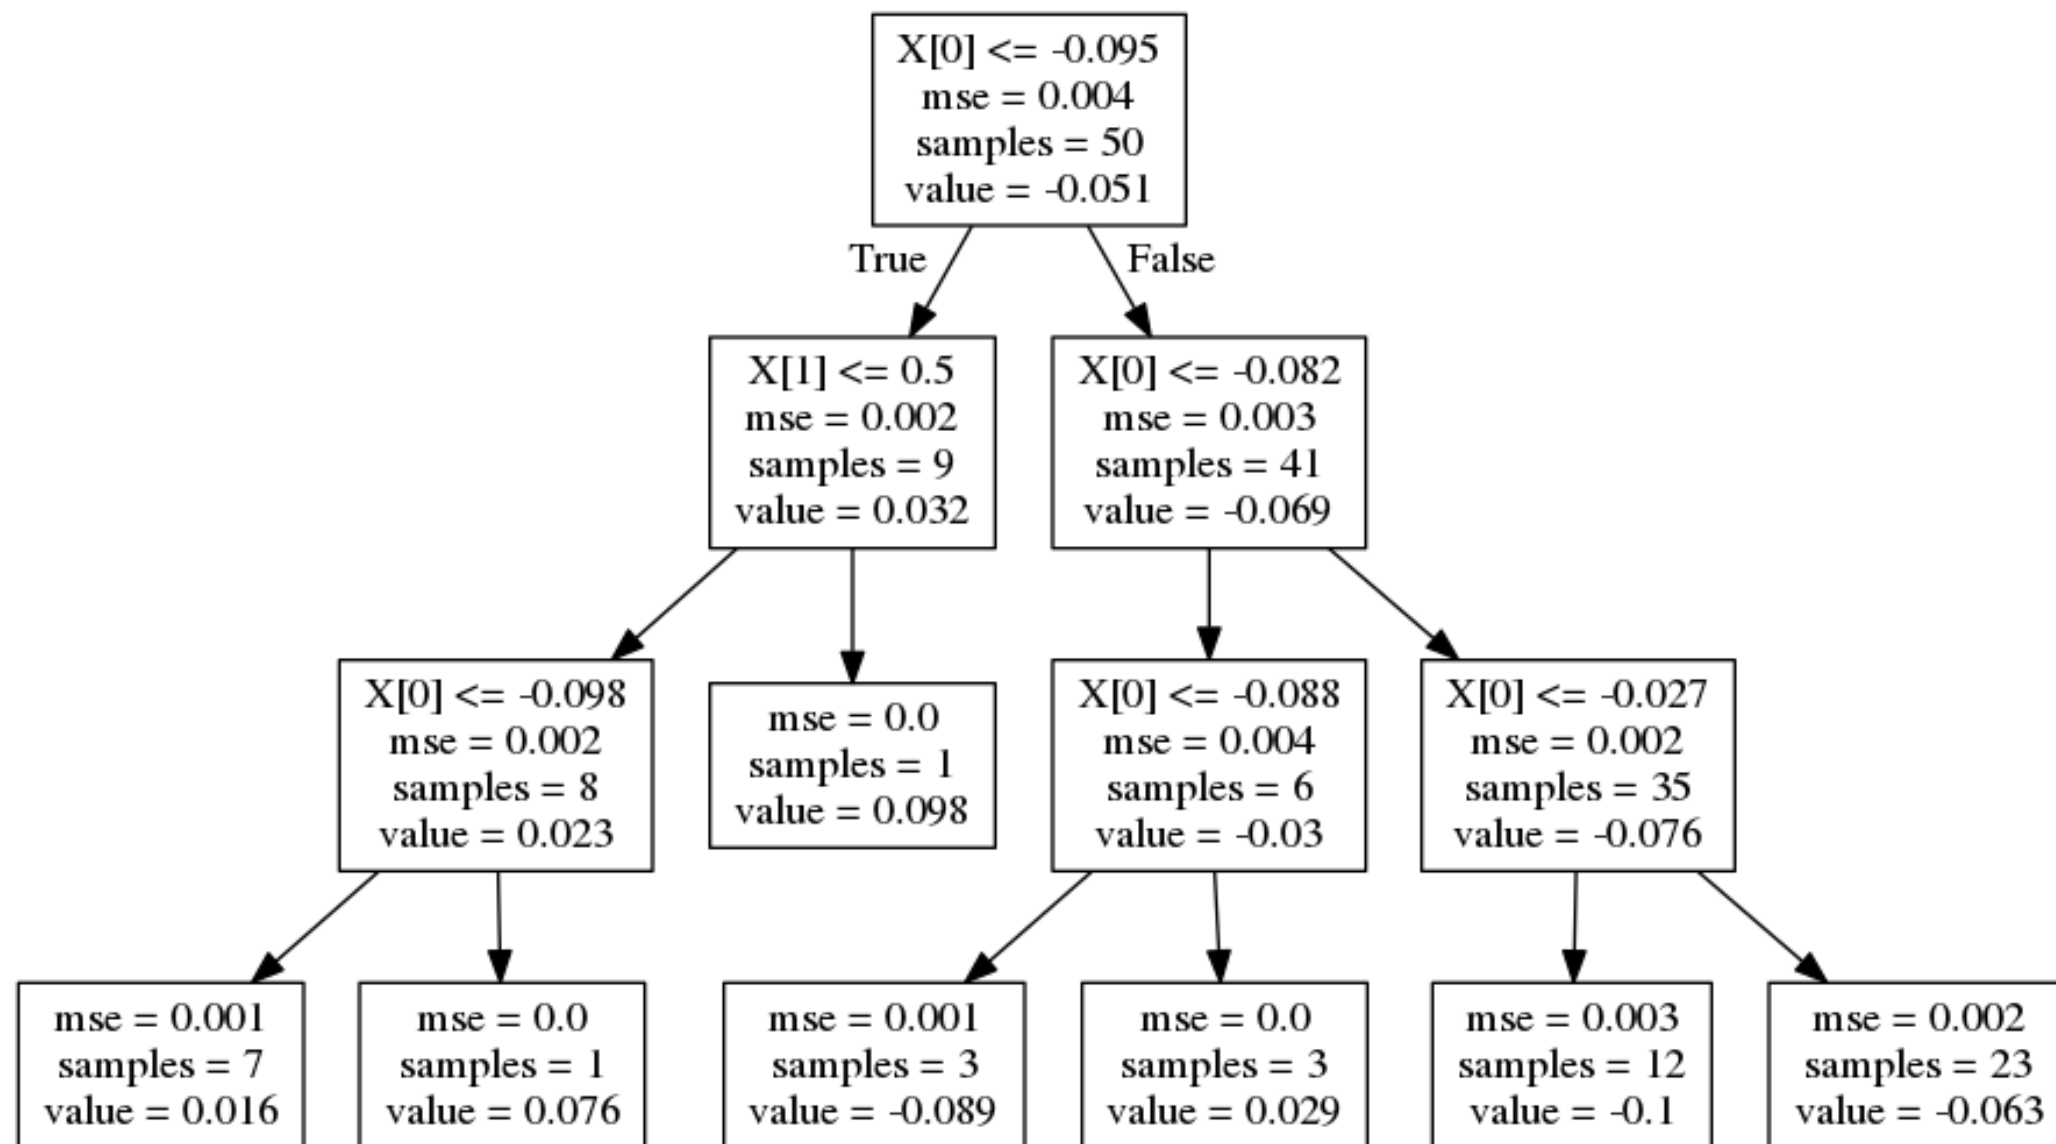 X[0] <= -0.095
mse = 0.004
samples = 50
value = -0.051
True
False
X[1] <= 0.5
mse = 0.002
samples = 9
value = 0.032
X[0] <= -0.082
mse = 0.003
samples = 41
value = -0.069
X[0] <= -0.098
mse = 0.002
samples = 8
value = 0.023
mse = 0.0
samples = 1
value = 0.098
X[0] <= -0.088
mse = 0.004
samples = 6
value = -0.03
X[0] <= -0.027
mse = 0.002
samples = 35
value = -0.076
mse = 0.001
samples = 7
value = 0.016
mse = 0.0
samples = 1
value = 0.076
mse = 0.001
samples = 3
value = -0.089
mse = 0.0
samples = 3
value = 0.029
mse = 0.003
samples = 12
value = -0.1
mse = 0.002
samples = 23
value = -0.063